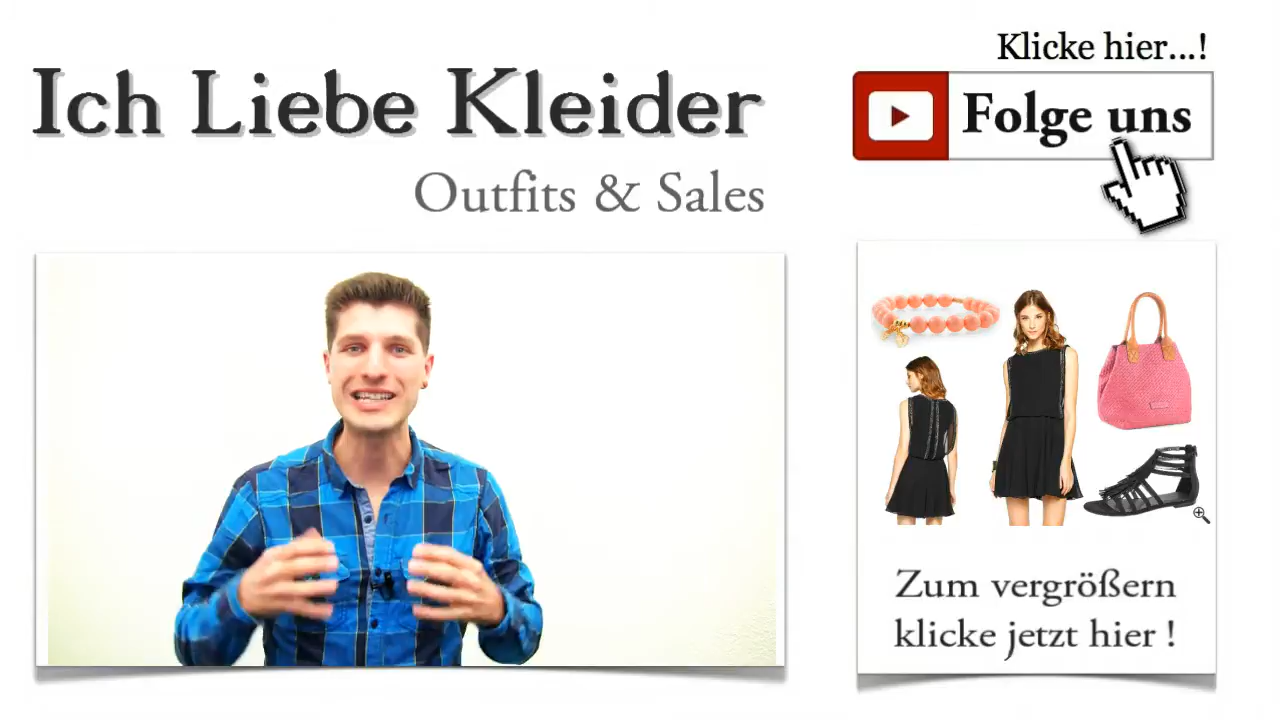 Ich Liebe Kleider
Outfits & Sales
Klicke hier...!
Folge uns
Zum vergrößern
klicke jetzt hier !